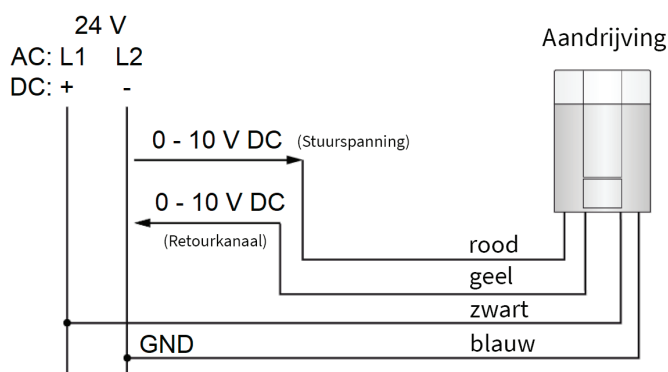 24 V
Aandrijving
AC: L1 L2
DC: + -
0 - 10 V DC (Stuurspanning)
0 - 10 V DC
(Retourkanaal)
rood
geel
zwart
GND
blauw